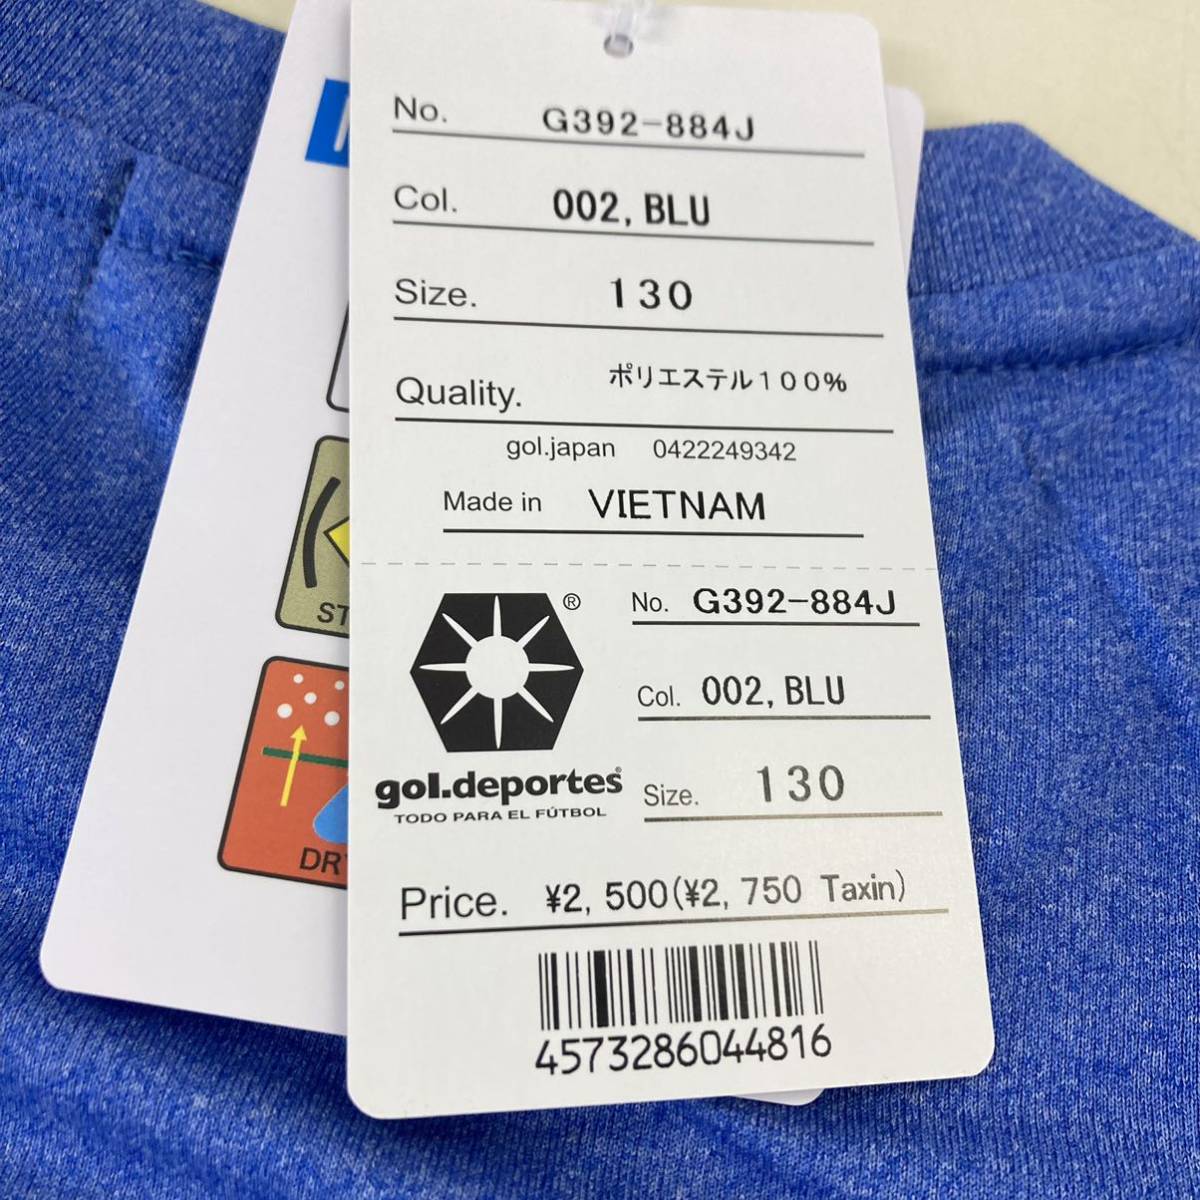 No. G392-884J
Col. 002, BLU
Size. 130
Quality. ポリエステル100%
gol.japan 0422249342
Made in VIETNAM
®
gol.deportes®
TODO PARA EL FÚTBOL
No. G392-884J
Col. 002, BLU
Size. 130
Price. ¥2, 500(¥2, 750 Taxin)
4573286044816
ST
DR